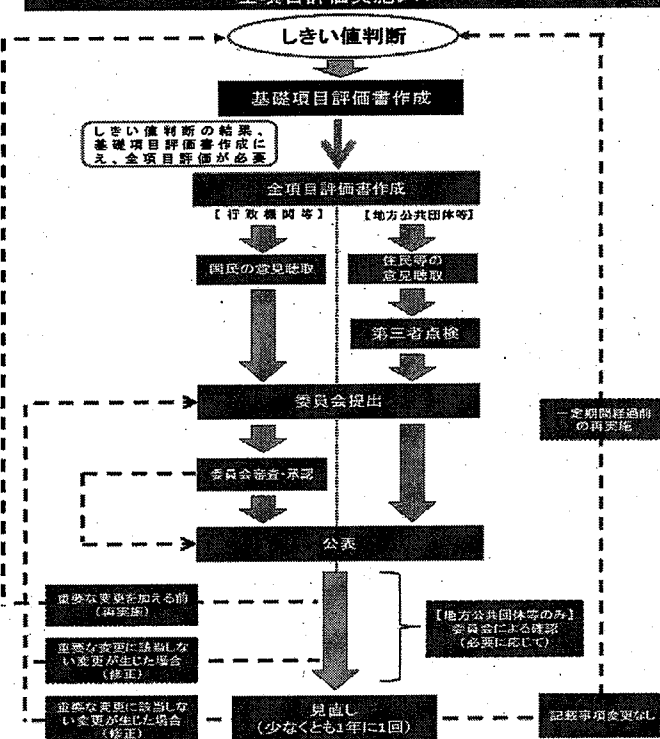 全項目評価実施
しきい値判断
基礎項目評価書作成
しきい値判断の結果、
基礎項目評価書作成に
え、全項目評価が必要
全項目評価書作成
【行政機関等】
【地方公共団体等】
国民の意見聴取
住民等の
意見聴取
第三者点検
委員会提出
一定期間経過前
の再実施
委員会審査・承認
公表
重要な変更を加える前
(再実施)
【地方公共団体等のみ】
委員会による確認
(必要に応じて)
重要な変更に該当しな
い変更が生じた場合
(修正)
重要な変更に該当しな
い変更が生じた場合
(修正)
見直し
(少なくとも1年に1回)
記載事項変更なし